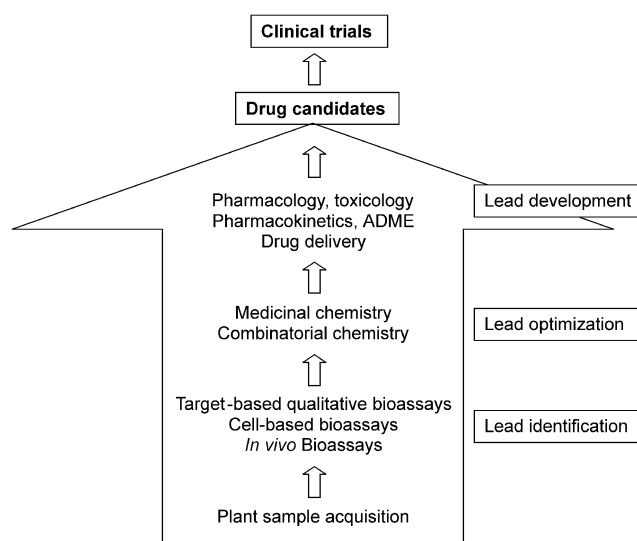 Clinical trials
Drug candidates
Pharmacology, toxicology
Pharmacokinetics, ADME
Drug delivery
Lead development
Medicinal chemistry
Combinatorial chemistry
Lead optimization
Target-based qualitative bioassays
Cell-based bioassays
In vivo Bioassays
Lead identification
Plant sample acquisition